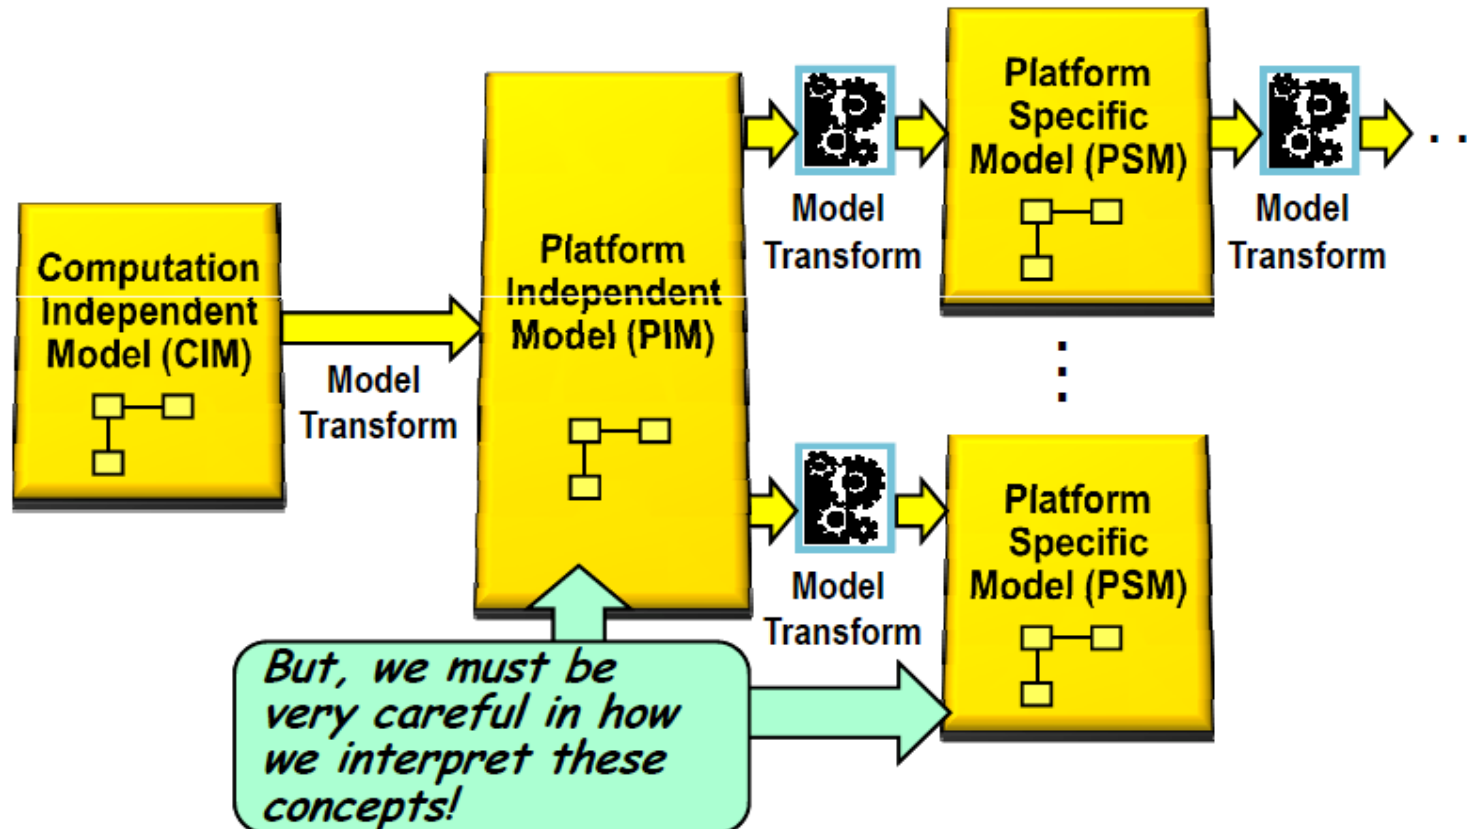 Computation
Independent
Model (CIM)
Model
Transform
Platform
Independent
Model (PIM)
Model
Transform
Platform
Specific
Model (PSM)
Model
Transform
. .
Model
Transform
Platform
Specific
Model (PSM)
But, we must be
very careful in how
we interpret these
concepts!